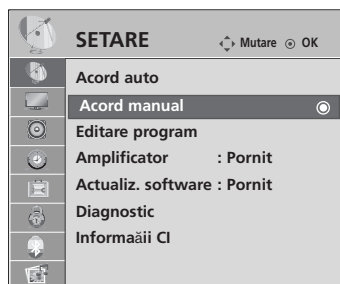 SETARE Mutare OK
Acord auto
Acord manual
Editare program
Amplificator : Pornit
Actualiz. software : Pornit
Diagnostic
Informaăii CI